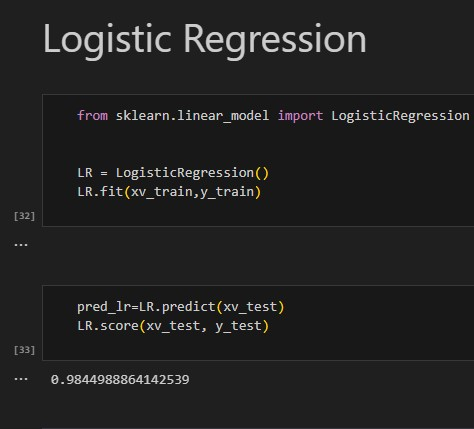 Logistic Regression
from sklearn.linear_model import LogisticRegression
LR = LogisticRegression()
LR.fit(xv_train,y_train)
[32]
...
pred_lr=LR.predict(xv_test)
LR.score(xv_test, y_test)
[33]
... 0.9844988864142539